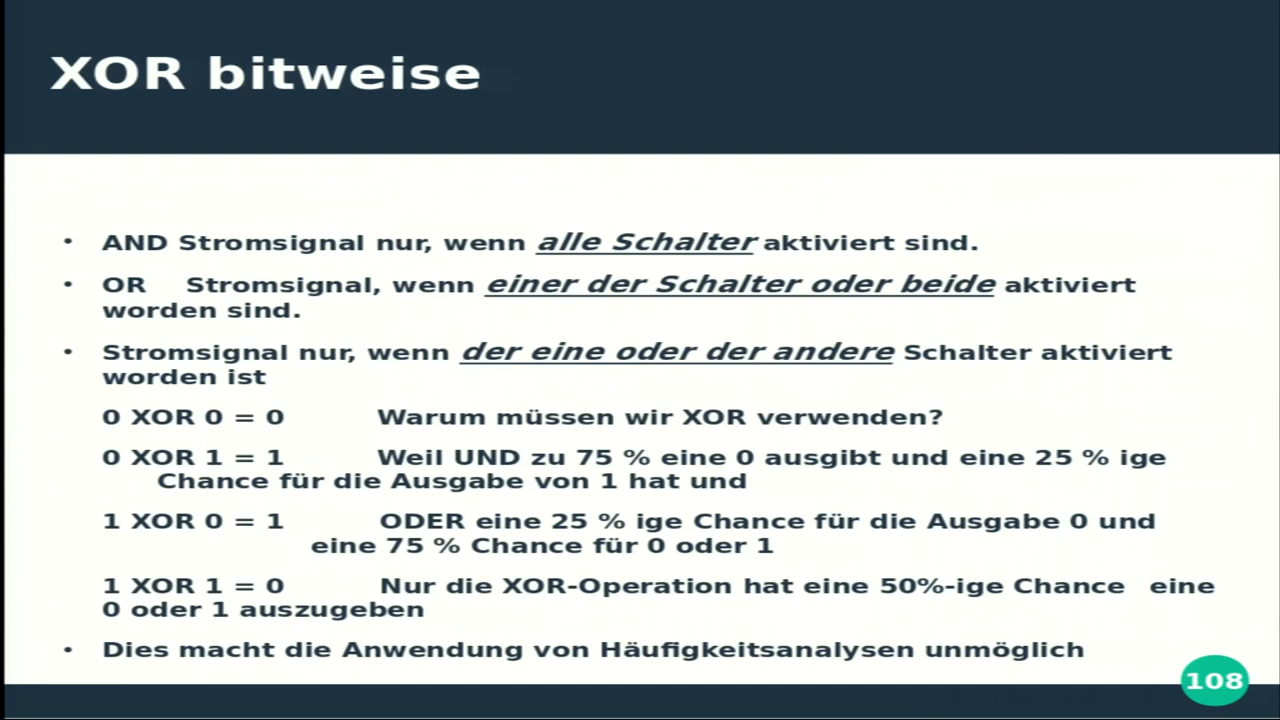 XOR bitweise
• AND Stromsignal nur, wenn alle Schalter aktiviert sind.
• OR Stromsignal, wenn einer der Schalter oder beide aktiviert
worden sind.
• Stromsignal nur, wenn der eine oder der andere Schalter aktiviert
worden ist
0 XOR 0 = 0 Warum müssen wir XOR verwenden?
0 XOR 1 = 1 Weil UND zu 75 % eine 0 ausgibt und eine 25 % ige
Chance für die Ausgabe von 1 hat und
1 XOR 0 = 1 ODER eine 25 % ige Chance für die Ausgabe 0 und
eine 75 % Chance für 0 oder 1
1 XOR 1 = 0 Nur die XOR-Operation hat eine 50%-ige Chance eine
0 oder 1 auszugeben
• Dies macht die Anwendung von Häufigkeitsanalysen unmöglich
108